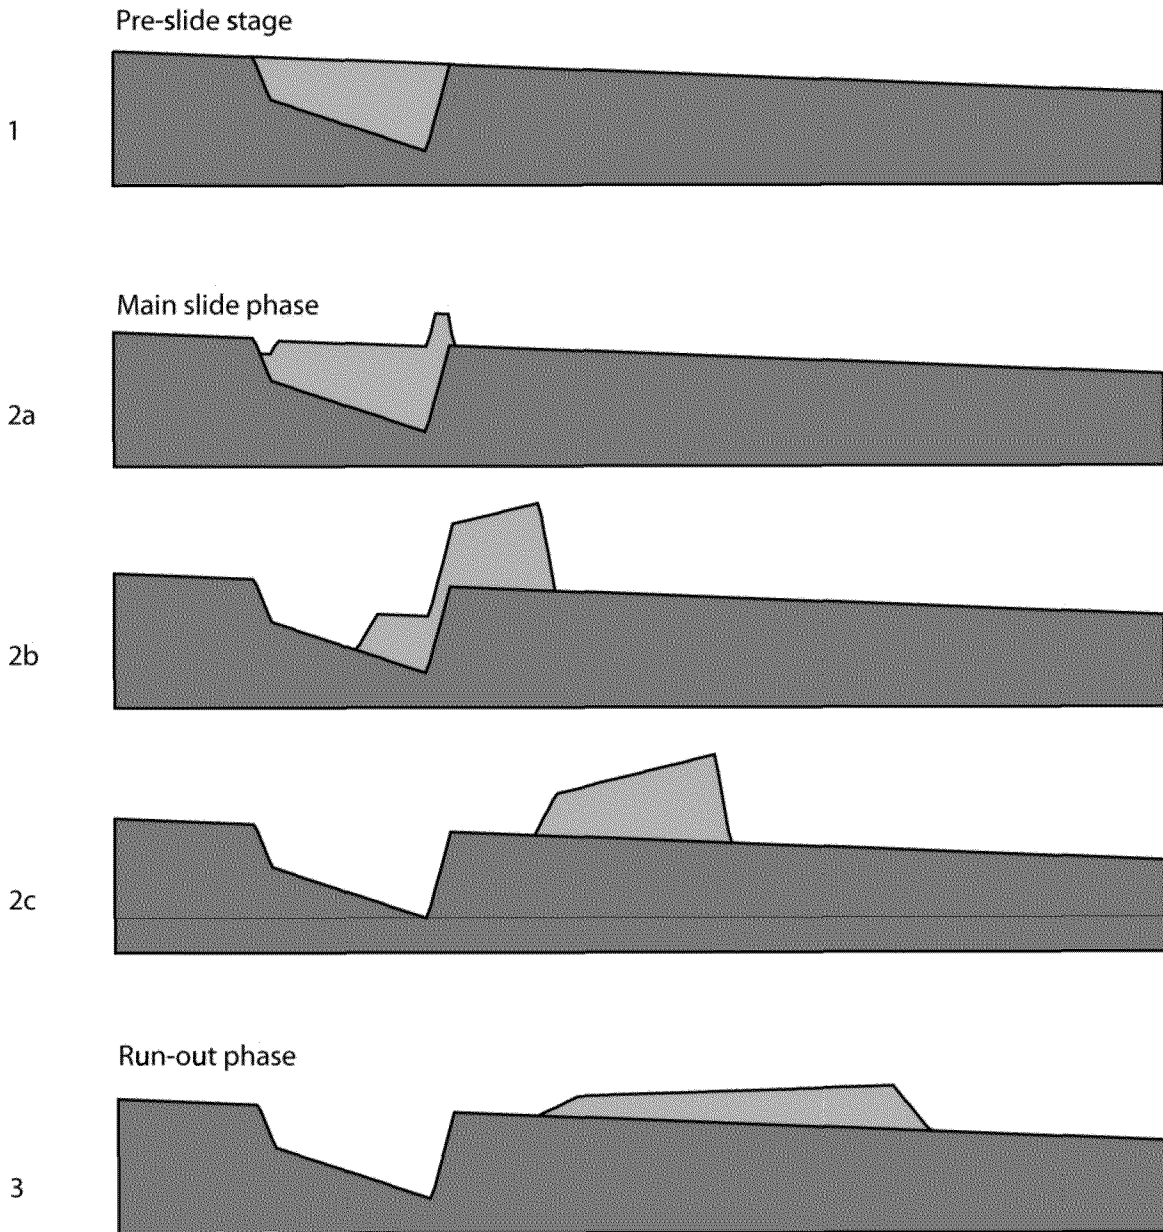 Pre-slide stage
1
Main slide phase
2a
2b
2c
Run-out phase
3